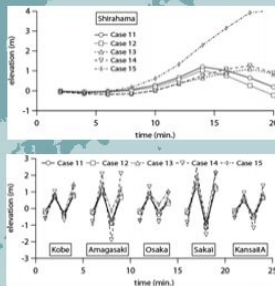 Shirahama
Case 11
Case 12
Case 13
Case 14
Case 15
elevation (m)
4
3
2
1
0
-1
0 5 10 15 20 25
time (min.)
Case 11 Case 12 Case 13 Case 14 Case 15
elevation (m)
3
2
1
0
-1
-2
-3
Kobe Amagasaki Osaka Sakai KansaiIA
0 5 10 15 20 25
time (min.)